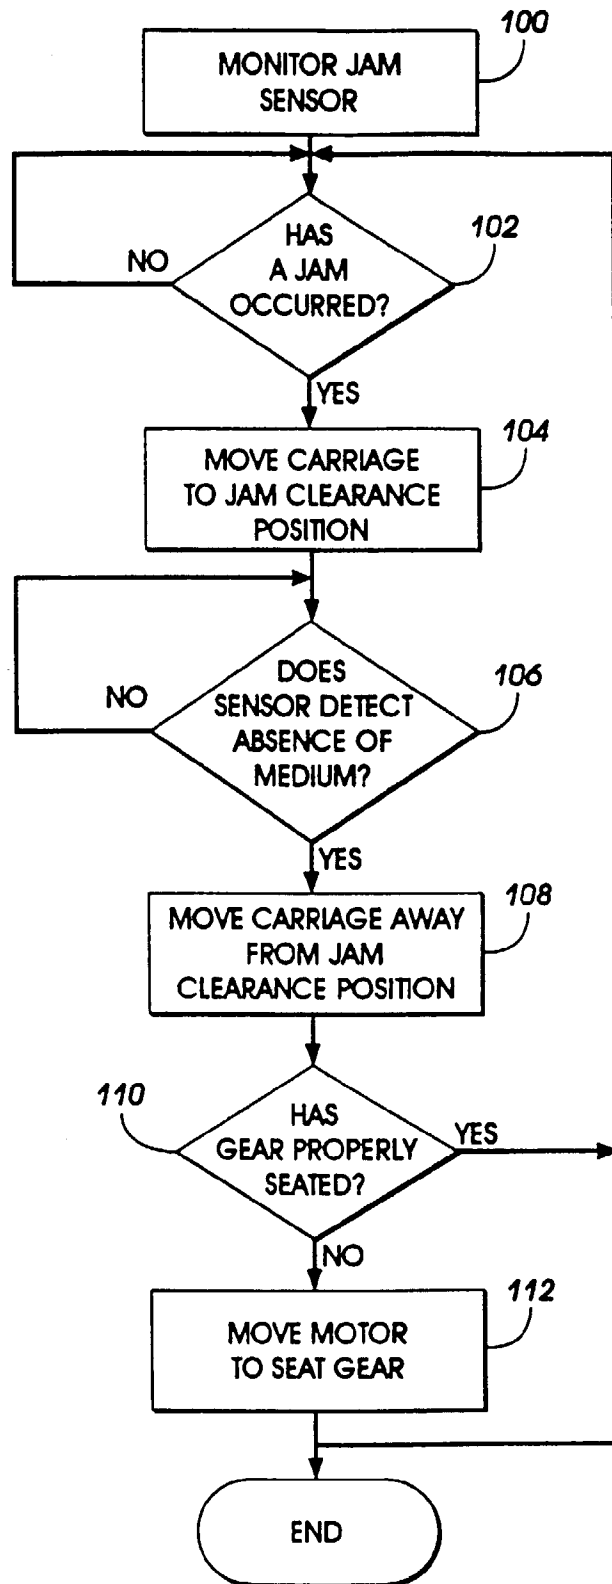 100
MONITOR JAM
SENSOR
HAS
A JAM
OCCURRED?
102
NO
YES
104
MOVE CARRIAGE
TO JAM CLEARANCE
POSITION
DOES
SENSOR DETECT
ABSENCE OF
MEDIUM?
106
NO
YES
108
MOVE CARRIAGE AWAY
FROM JAM
CLEARANCE POSITION
110
HAS
GEAR PROPERLY
SEATED?
YES
NO
112
MOVE MOTOR
TO SEAT GEAR
END